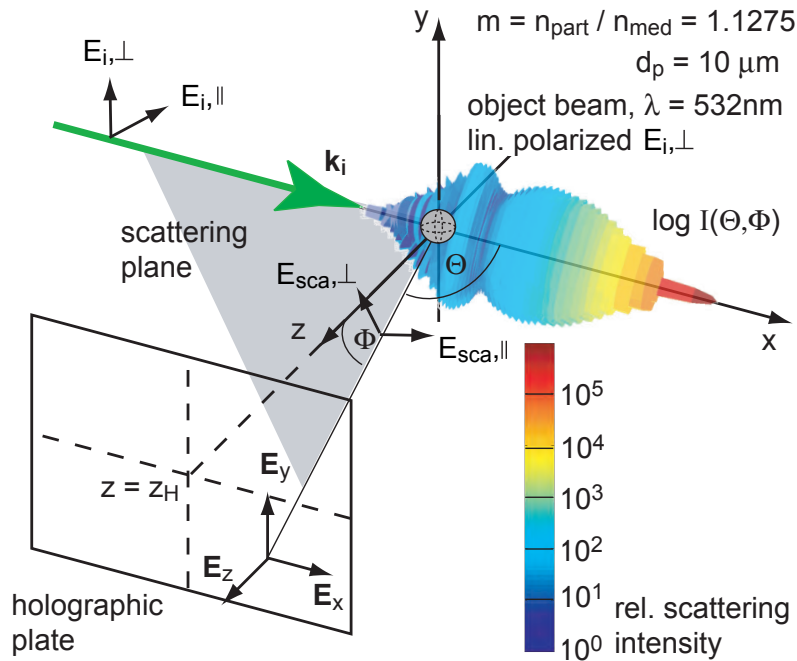 y
m = n_part / n_med = 1.1275
d_p = 10 μm
object beam, λ = 532nm
lin. polarized E_i,⊥
E_i,⊥
E_i,∥
k_i
log I(Θ,Φ)
scattering
plane
Θ
E_sca,⊥
z
Φ
E_sca,∥
x
10^5
10^4
10^3
10^2
10^1
10^0
rel. scattering
intensity
E_y
z = z_H
E_z
E_x
holographic
plate